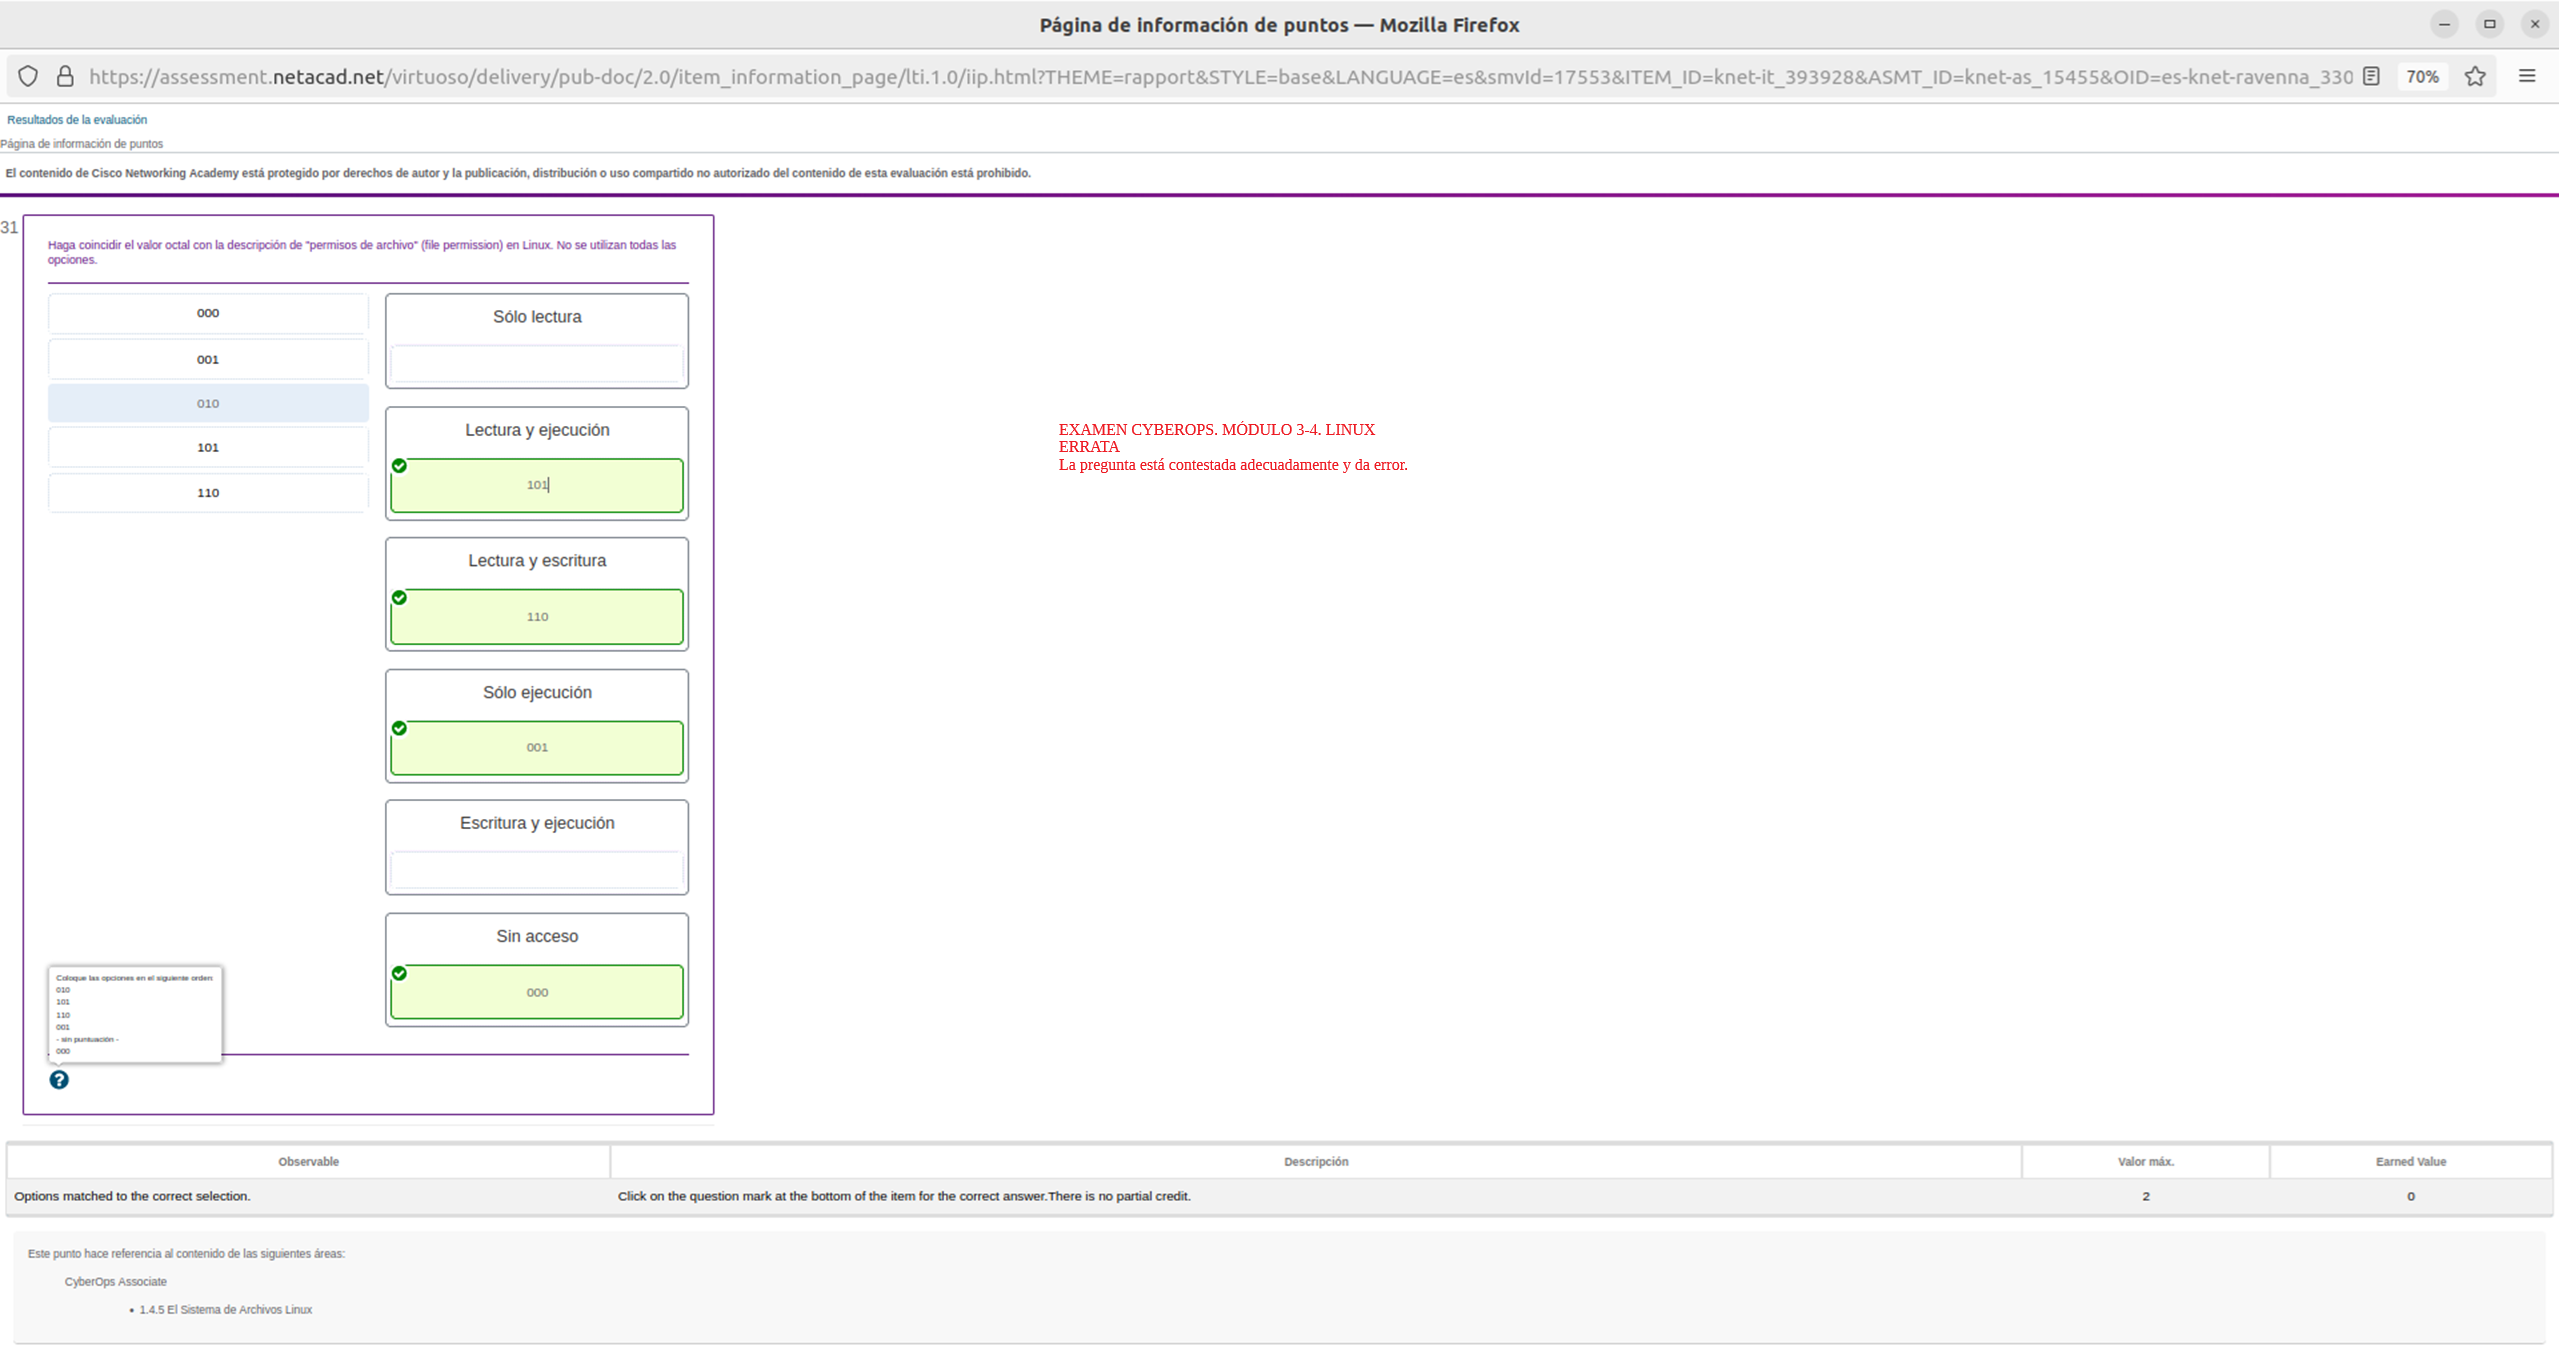 Página de información de puntos — Mozilla Firefox
https://assessment.netacad.net/virtuoso/delivery/pub-doc/2.0/item_information_page/lti.1.0/iip.html?THEME=rapport&STYLE=base&LANGUAGE=es&smvId=17553&ITEM_ID=knet-it_393928&ASMT_ID=knet-as_15455&OID=es-knet-ravenna_330
70%
Resultados de la evaluación
Página de información de puntos
El contenido de Cisco Networking Academy está protegido por derechos de autor y la publicación, distribución o uso compartido no autorizado del contenido de esta evaluación está prohibido.
31
Haga coincidir el valor octal con la descripción de "permisos de archivo" (file permission) en Linux. No se utilizan todas las
opciones.
000
001
010
101
110
Sólo lectura
Lectura y ejecución
101
Lectura y escritura
110
Sólo ejecución
001
Escritura y ejecución
Sin acceso
000
EXAMEN CYBEROPS. MÓDULO 3-4. LINUX
ERRATA
La pregunta está contestada adecuadamente y da error.
Coloque las opciones en el siguiente orden:
010
101
110
001
- sin puntuación -
000
?
Observable Descripción Valor máx. Earned Value
Options matched to the correct selection. Click on the question mark at the bottom of the item for the correct answer.There is no partial credit. 2 0
Este punto hace referencia al contenido de las siguientes áreas:
CyberOps Associate
• 1.4.5 El Sistema de Archivos Linux